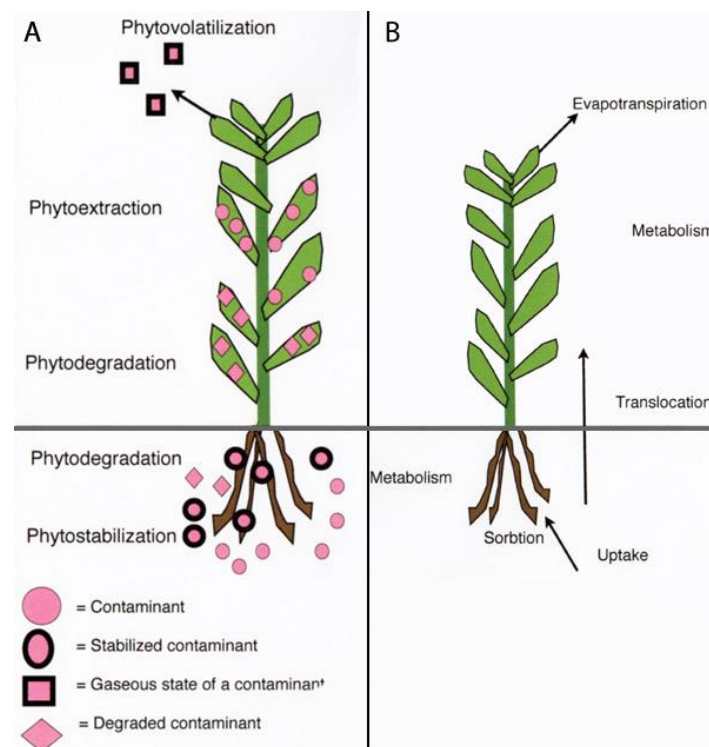 A
Phytovolatilization
Phytoextraction
Phytodegradation
Phytodegradation
Phytostabilization
= Contaminant
= Stabilized contaminant
= Gaseous state of a contaminant
= Degraded contaminant
B
Evapotranspiration
Metabolism
Translocation
Metabolism
Sorbtion
Uptake